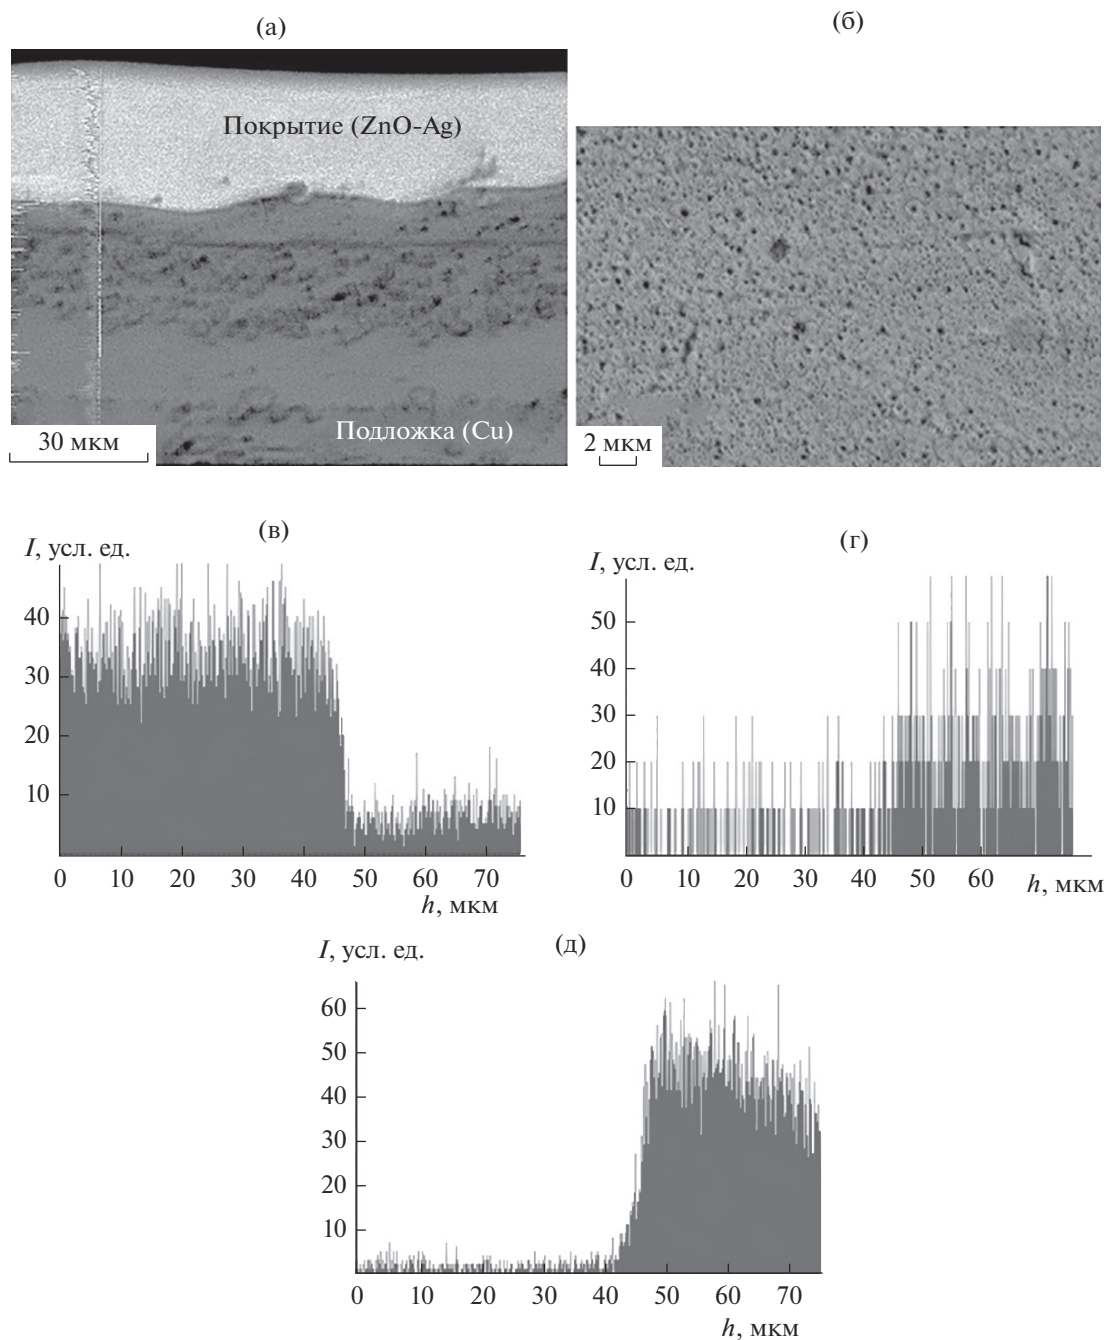 (а)
(б)
Покрытие (ZnO-Ag)
Подложка (Cu)
30 мкм
2 мкм
(в)
I, усл. ед.
40
30
20
10
0 10 20 30 40 50 60 70
h, мкм
(г)
I, усл. ед.
50
40
30
20
10
0 10 20 30 40 50 60 h, мкм
(д)
I, усл. ед.
60
50
40
30
20
10
0 10 20 30 40 50 60 70
h, мкм